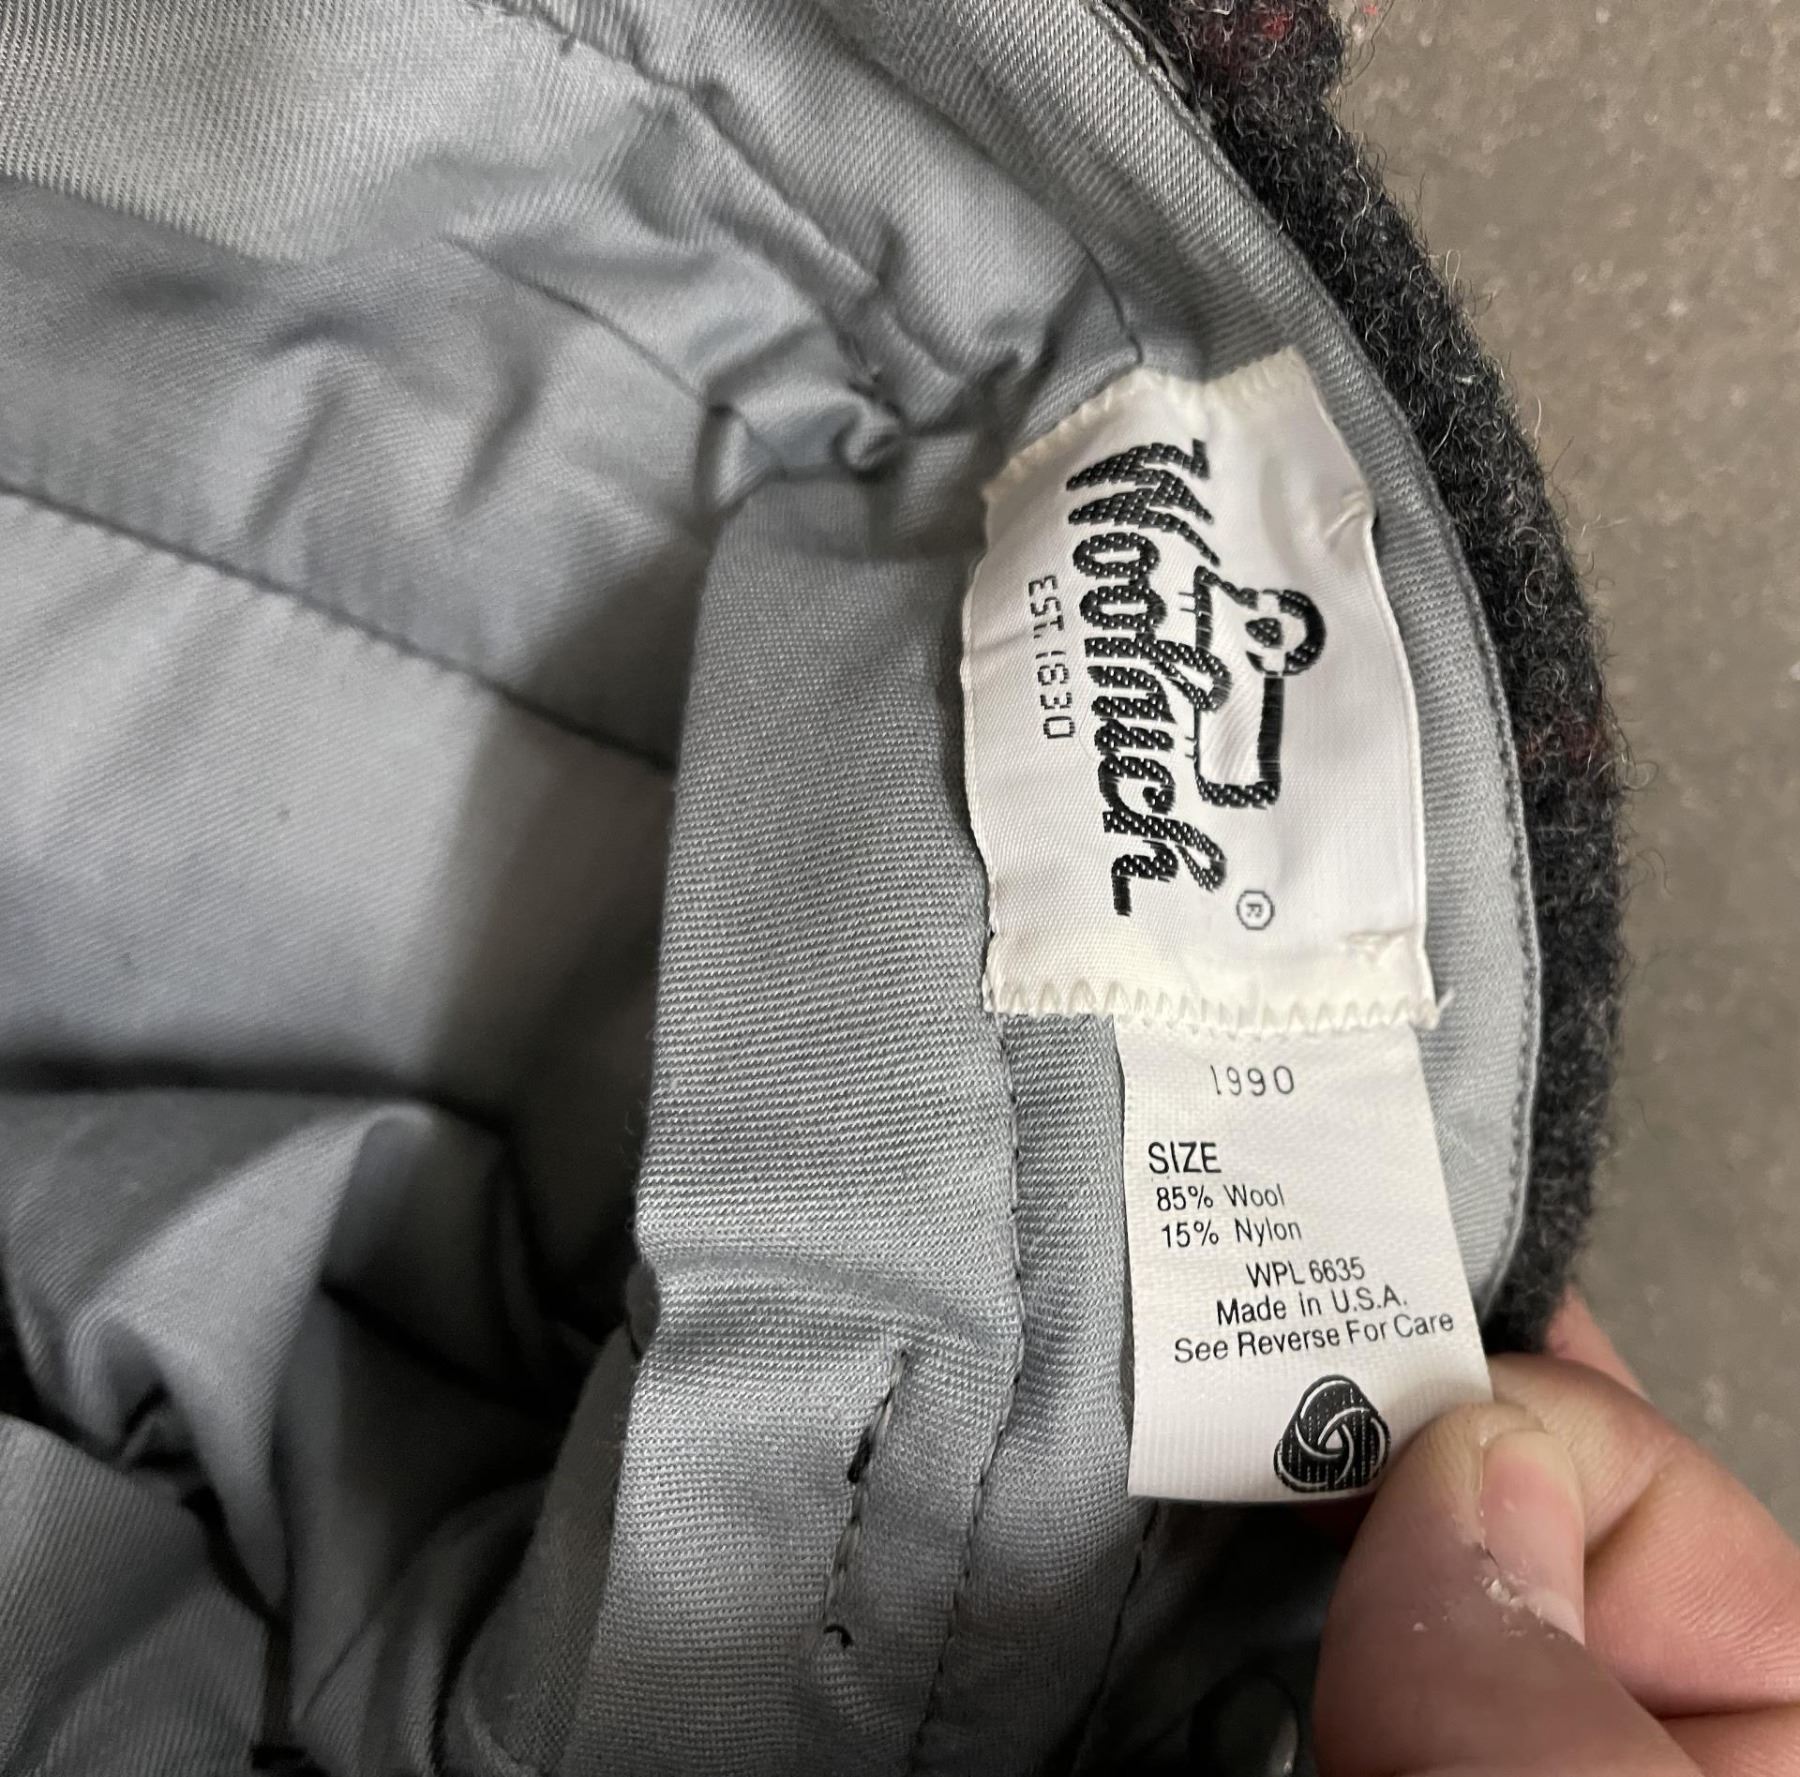 Woolrich
®
EST. 1830
1990
SIZE
85% Wool
15% Nylon
WPL 6635
Made in U.S.A.
See Reverse For Care